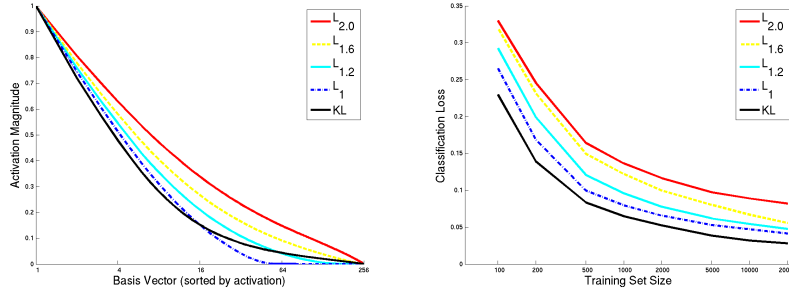 1
0.9
0.8
0.7
0.6
0.5
0.4
0.3
0.2
0.1
0
Activation Magnitude
1 4 16 64 256
Basis Vector (sorted by activation)
L2.0
L1.6
L1.2
L1
KL
0.35
0.3
0.25
0.2
0.15
0.1
0.05
0
Classification Loss
100 200 500 1000 2000 5000 10000
Training Set Size
L2.0
L1.6
L1.2
L1
KL